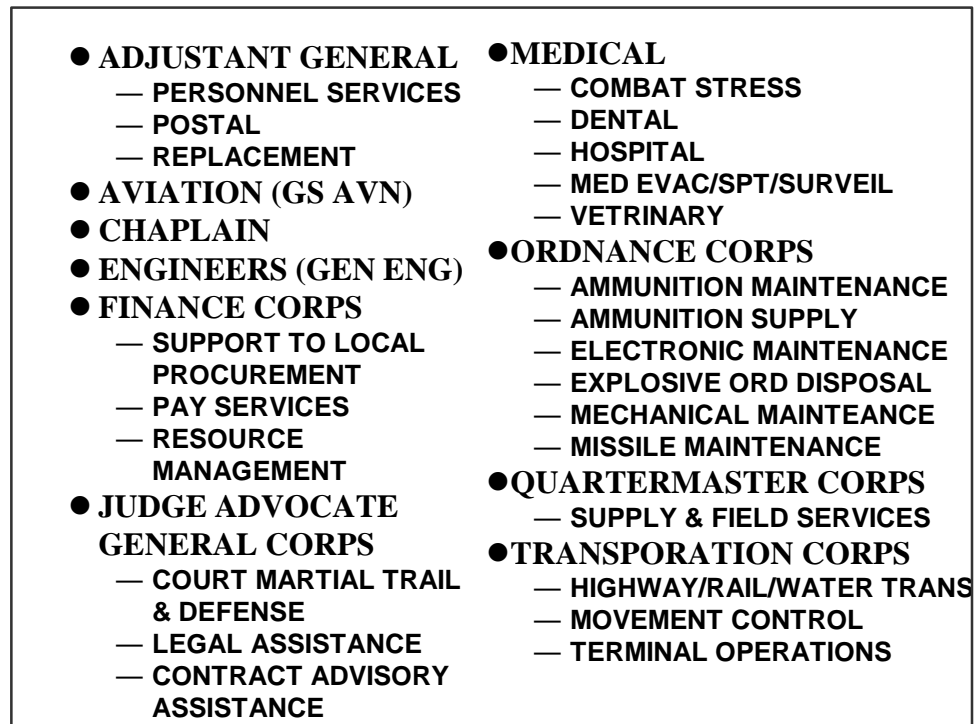 ● ADJUSTANT GENERAL
— PERSONNEL SERVICES
— POSTAL
— REPLACEMENT
● AVIATION (GS AVN)
● CHAPLAIN
● ENGINEERS (GEN ENG)
● FINANCE CORPS
— SUPPORT TO LOCAL
PROCUREMENT
— PAY SERVICES
— RESOURCE
MANAGEMENT
● JUDGE ADVOCATE
GENERAL CORPS
— COURT MARTIAL TRAIL
& DEFENSE
— LEGAL ASSISTANCE
— CONTRACT ADVISORY
ASSISTANCE
●MEDICAL
— COMBAT STRESS
— DENTAL
— HOSPITAL
— MED EVAC/SPT/SURVEIL
— VETRINARY
●ORDNANCE CORPS
— AMMUNITION MAINTENANCE
— AMMUNITION SUPPLY
— ELECTRONIC MAINTENANCE
— EXPLOSIVE ORD DISPOSAL
— MECHANICAL MAINTEANCE
— MISSILE MAINTENANCE
●QUARTERMASTER CORPS
— SUPPLY & FIELD SERVICES
●TRANSPORATION CORPS
— HIGHWAY/RAIL/WATER TRANS
— MOVEMENT CONTROL
— TERMINAL OPERATIONS